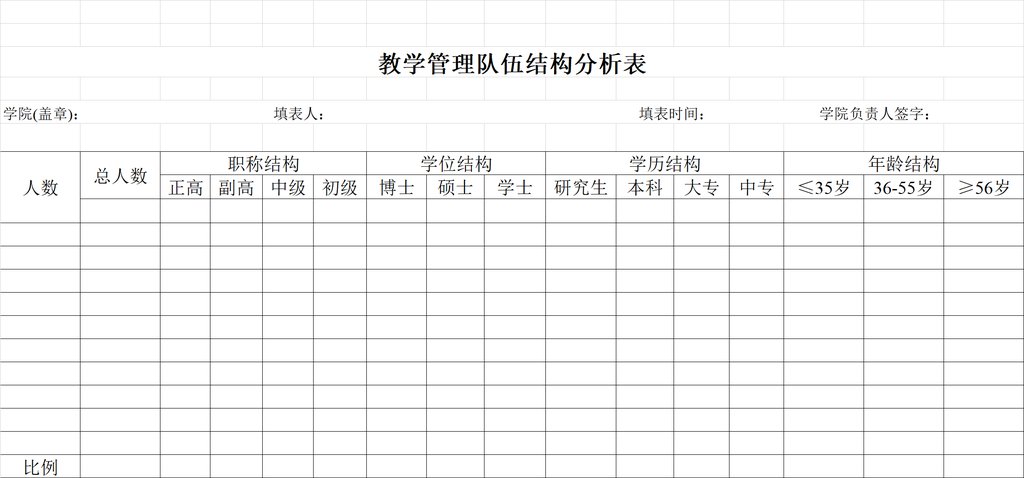 教学管理队伍结构分析表
学院(盖章): 填表人: 填表时间: 学院负责人签字:
人数 总人数 职称结构 学位结构 学历结构 年龄结构
正高 副高 中级 初级 博士 硕士 学士 研究生 本科 大专 中专 ≤35岁 36-55岁 ≥56岁
比例